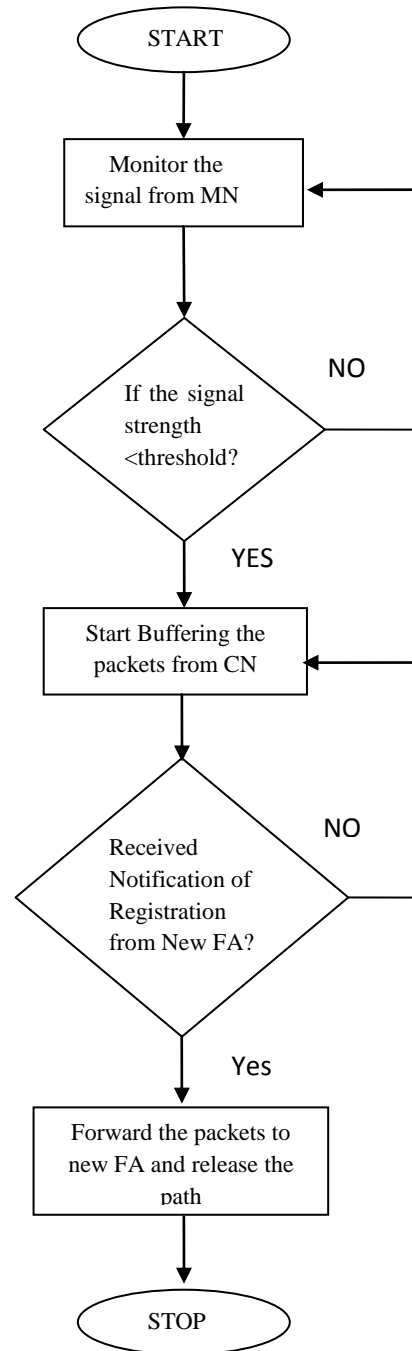 START
Monitor the
signal from MN
If the signal
strength
<threshold?
NO
YES
Start Buffering the
packets from CN
Received
Notification of
Registration
from New FA?
NO
Yes
Forward the packets to
new FA and release the
path
STOP